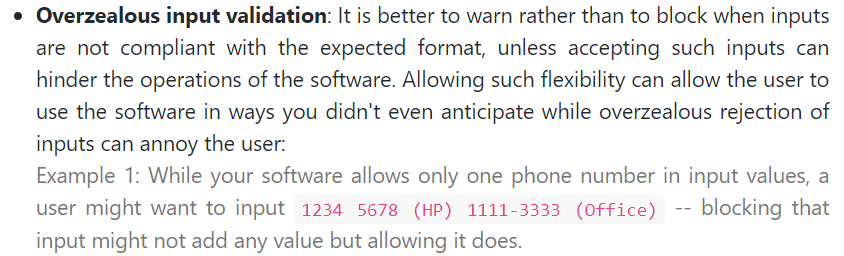 • Overzealous input validation: It is better to warn rather than to block when inputs
are not compliant with the expected format, unless accepting such inputs can
hinder the operations of the software. Allowing such flexibility can allow the user to
use the software in ways you didn't even anticipate while overzealous rejection of
inputs can annoy the user:
Example 1: While your software allows only one phone number in input values, a
user might want to input 1234 5678 (HP) 1111-3333 (Office) -- blocking that
input might not add any value but allowing it does.